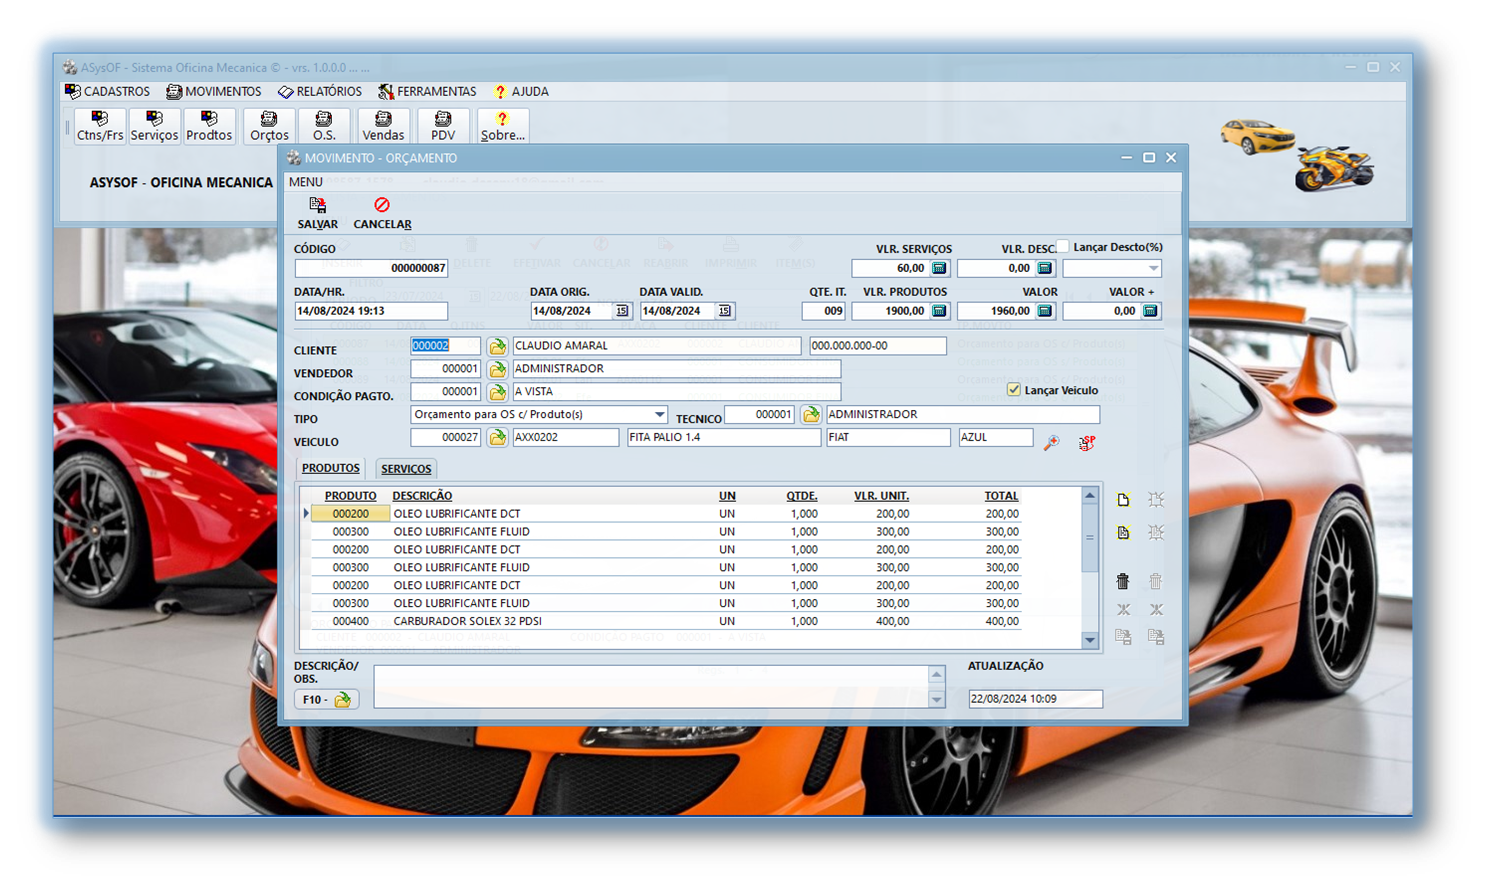 ASysOF - Sistema Oficina Mecanica © - vrs. 1.0.0.0 ... ...
CADASTROS MOVIMENTOS RELATÓRIOS FERRAMENTAS AJUDA
Ctns/Frs Serviços Prodtos Orçtos O.S. Vendas PDV Sobre...
ASYSOF - OFICINA MECANICA
MOVIMENTO - ORÇAMENTO
MENU
SALVAR CANCELAR
CÓDIGO VLR. SERVIÇOS VLR. DESC. Lançar Descto(%)
000000087 60,00 0,00
DATA/HR. DATA ORIG. DATA VALID. QTE. IT. VLR. PRODUTOS VALOR VALOR +
14/08/2024 19:13 14/08/2024 14/08/2024 009 1900,00 1960,00 0,00
CLIENTE 000002 CLAUDIO AMARAL 000.000.000-00
VENDEDOR 000001 ADMINISTRADOR
CONDIÇÃO PAGTO. 000001 A VISTA Lançar Veiculo
TIPO Orçamento para OS c/ Produto(s) TECNICO 000001 ADMINISTRADOR
VEICULO 000027 AXX0202 FITA PALIO 1.4 FIAT AZUL SP
PRODUTOS SERVIÇOS
PRODUTO DESCRIÇÃO UN QTDE. VLR. UNIT. TOTAL
000200 OLEO LUBRIFICANTE DCT UN 1,000 200,00 200,00
000300 OLEO LUBRIFICANTE FLUID UN 1,000 300,00 300,00
000200 OLEO LUBRIFICANTE DCT UN 1,000 200,00 200,00
000300 OLEO LUBRIFICANTE FLUID UN 1,000 300,00 300,00
000200 OLEO LUBRIFICANTE DCT UN 1,000 200,00 200,00
000300 OLEO LUBRIFICANTE FLUID UN 1,000 300,00 300,00
000400 CARBURADOR SOLEX 32 PDSI UN 1,000 400,00 400,00
DESCRIÇÃO/ ATUALIZAÇÃO
OBS.
F10 - 22/08/2024 10:09